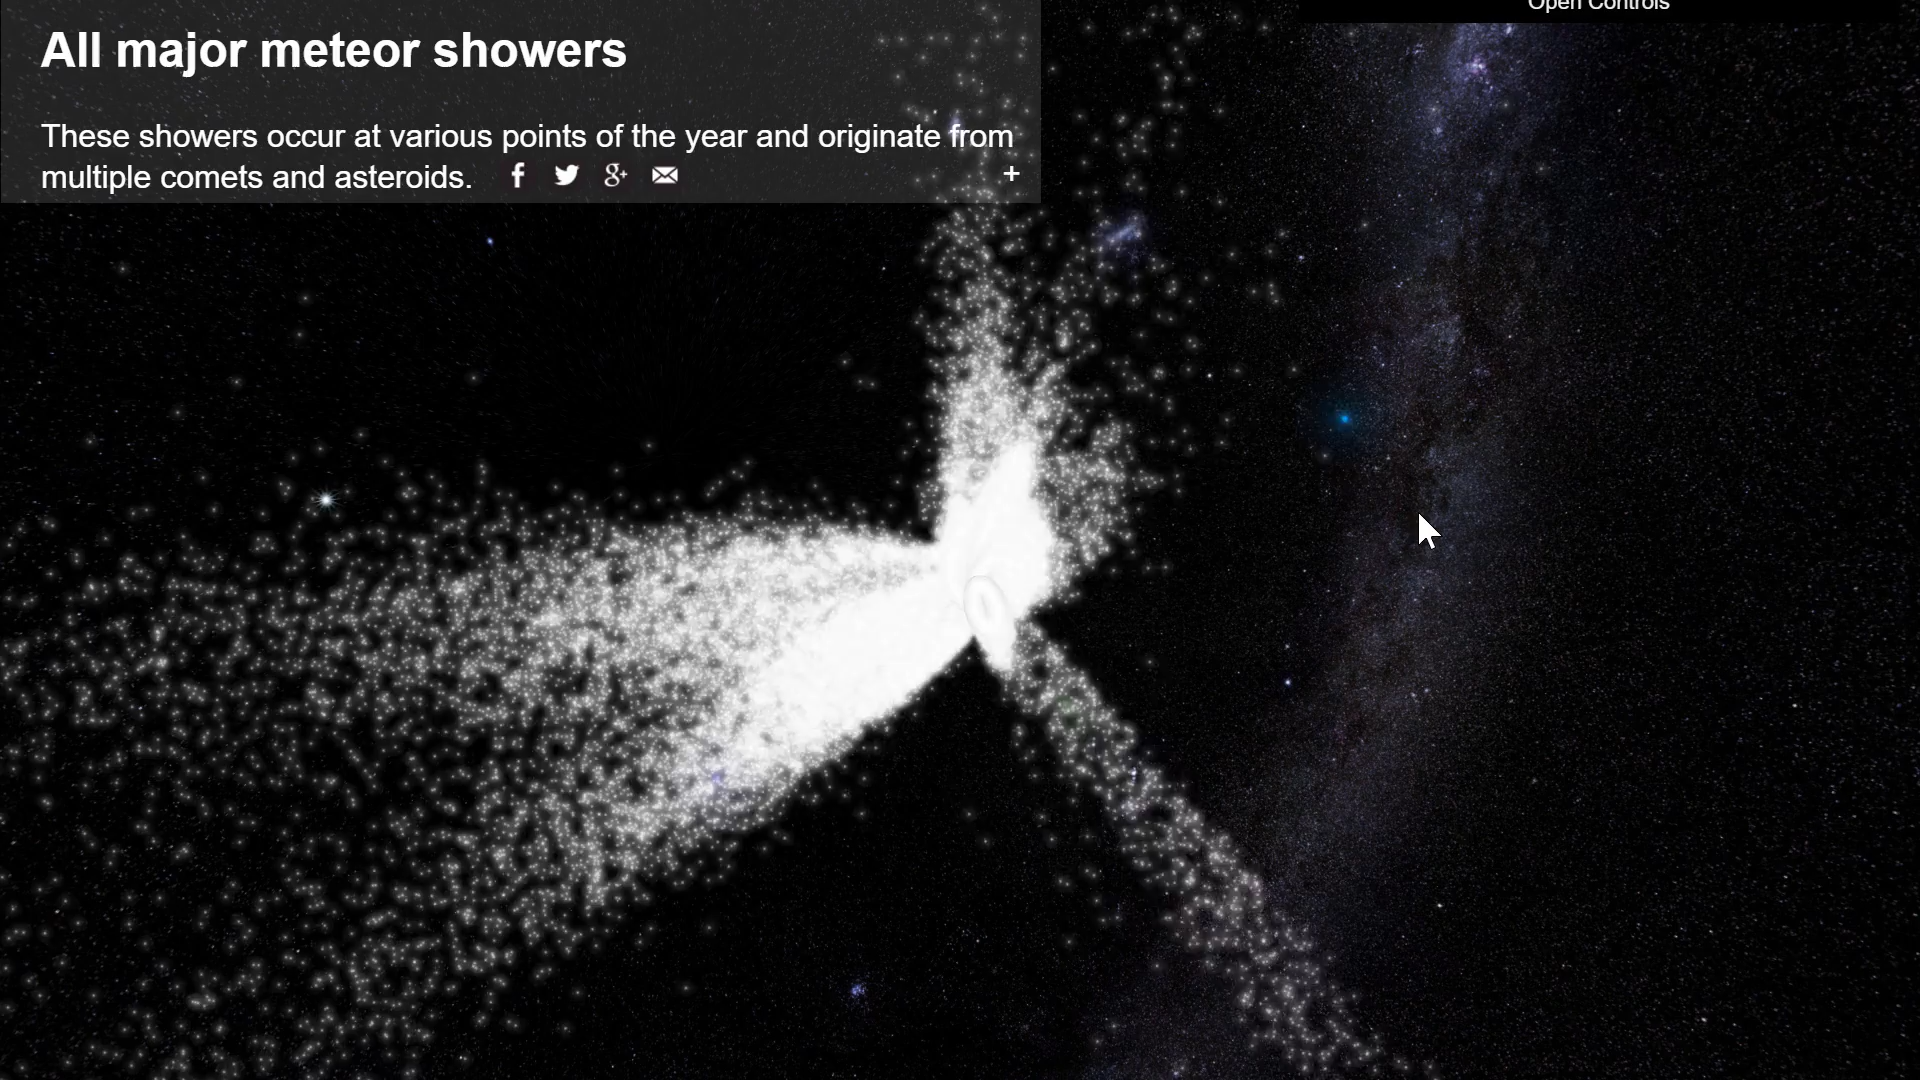 Open Controls
All major meteor showers
These showers occur at various points of the year and originate from
multiple comets and asteroids.
+